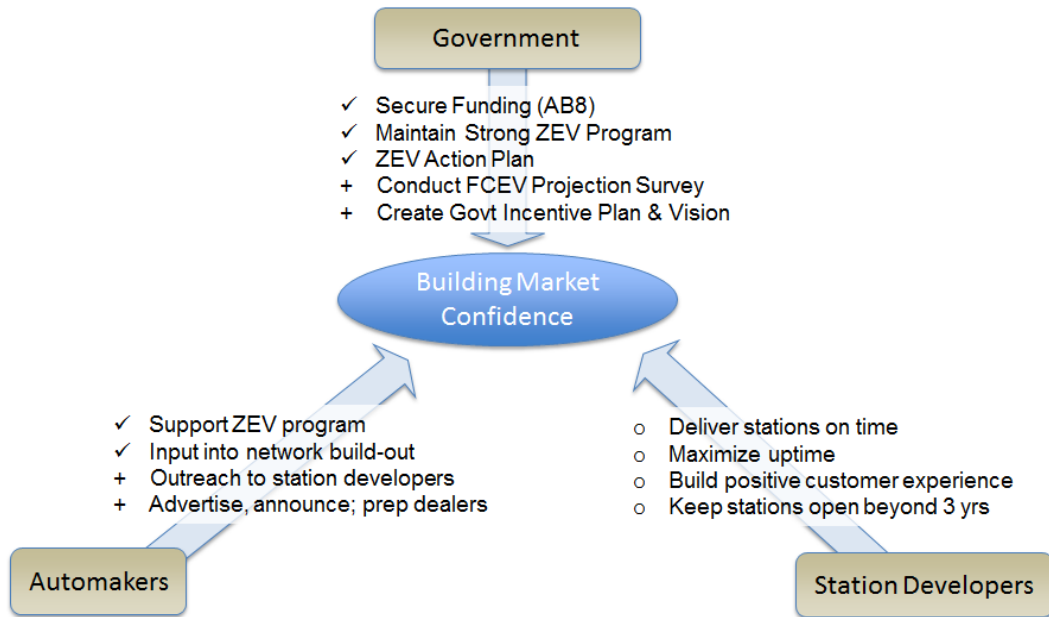 Government
✓ Secure Funding (AB8)
✓ Maintain Strong ZEV Program
✓ ZEV Action Plan
+ Conduct FCEV Projection Survey
+ Create Govt Incentive Plan & Vision
Building Market
Confidence
✓ Support ZEV program
✓ Input into network build-out
+ Outreach to station developers
+ Advertise, announce; prep dealers
o Deliver stations on time
o Maximize uptime
o Build positive customer experience
o Keep stations open beyond 3 yrs
Automakers
Station Developers